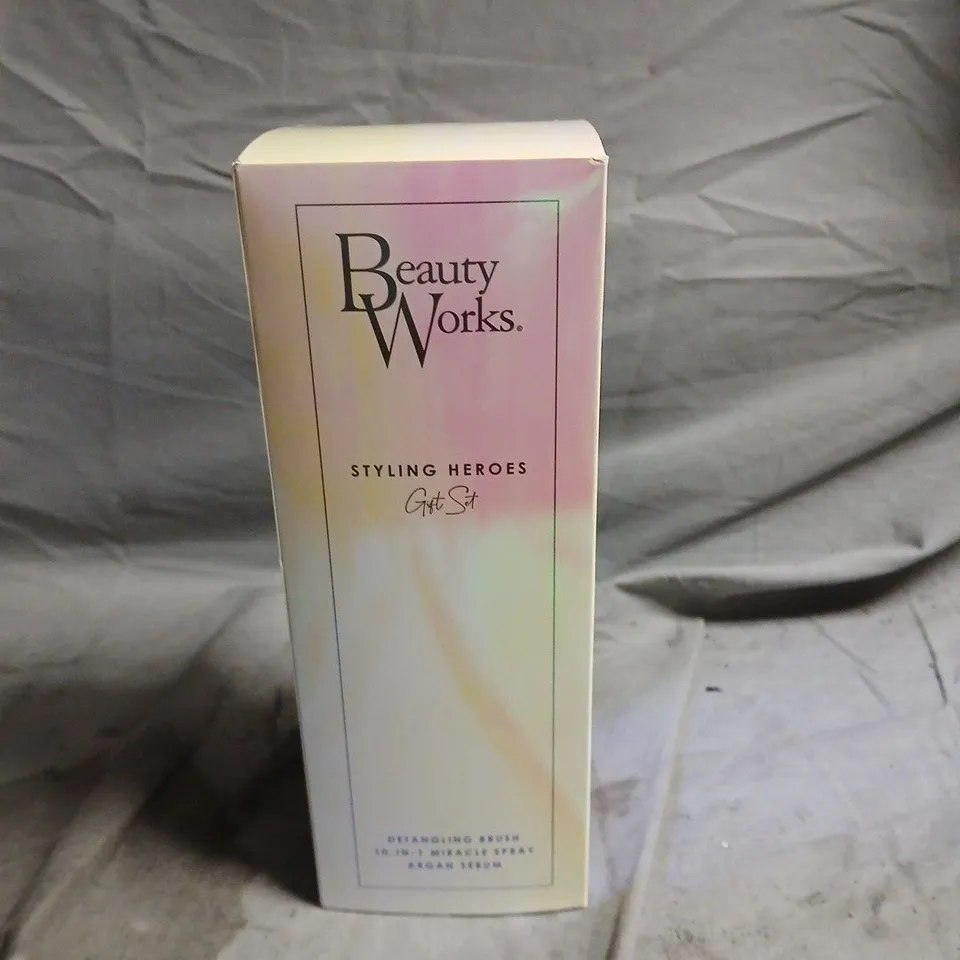 Beauty
Works®
STYLING HEROES
Gift Set
DETANGLING BRUSH
10-IN-1 MIRACLE SPRAY
ARGAN SERUM